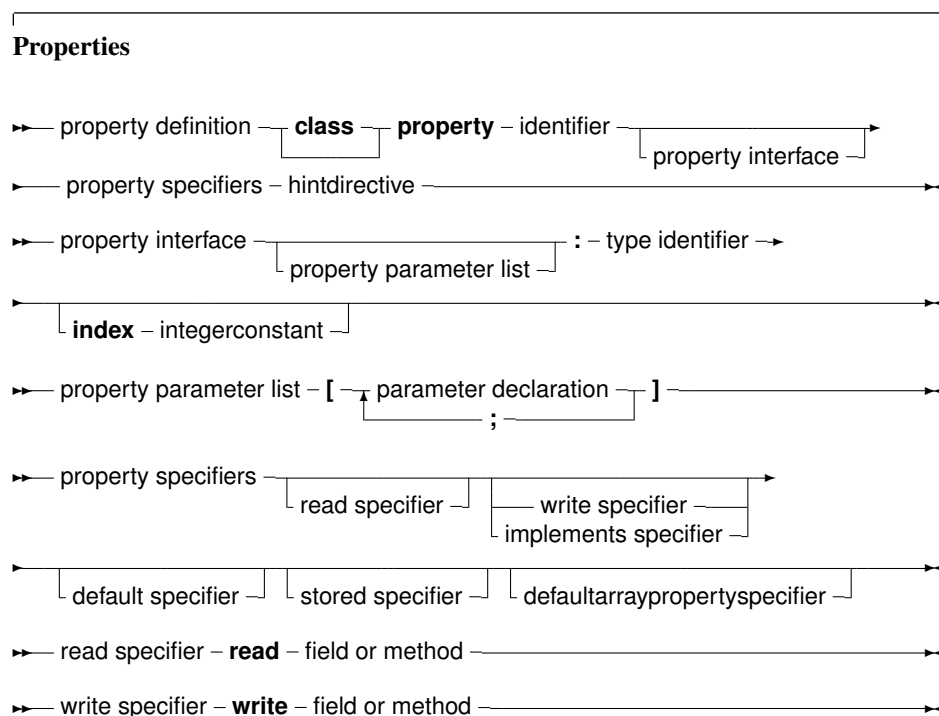 Properties
property definition class property – identifier
property interface
property specifiers – hintdirective
property interface : – type identifier
property parameter list
index – integerconstant
property parameter list – [ parameter declaration ]
;
property specifiers
read specifier write specifier
implements specifier
default specifier stored specifier defaultarraypropertyspecifier
read specifier – read – field or method
write specifier – write – field or method